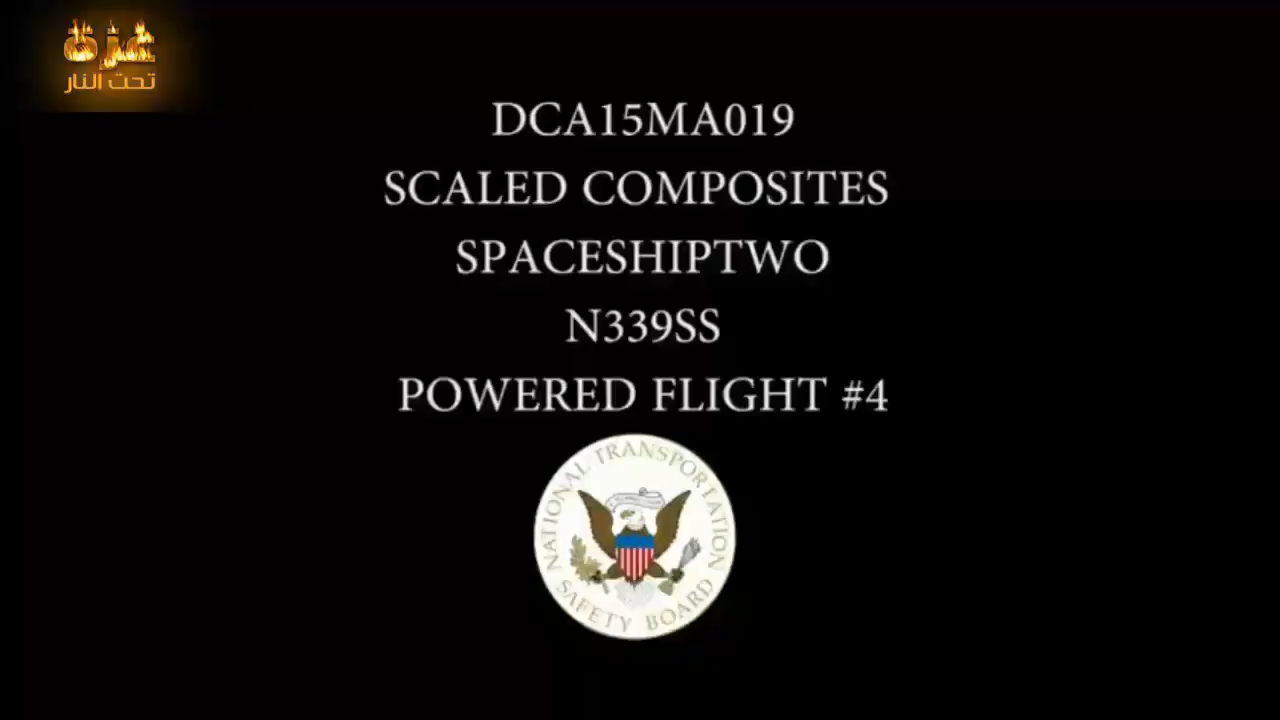 غزة
تحت النار
DCA15MA019
SCALED COMPOSITES
SPACESHIPTWO
N339SS
POWERED FLIGHT #4
NATIONAL TRANSPORTATION
SAFETY BOARD